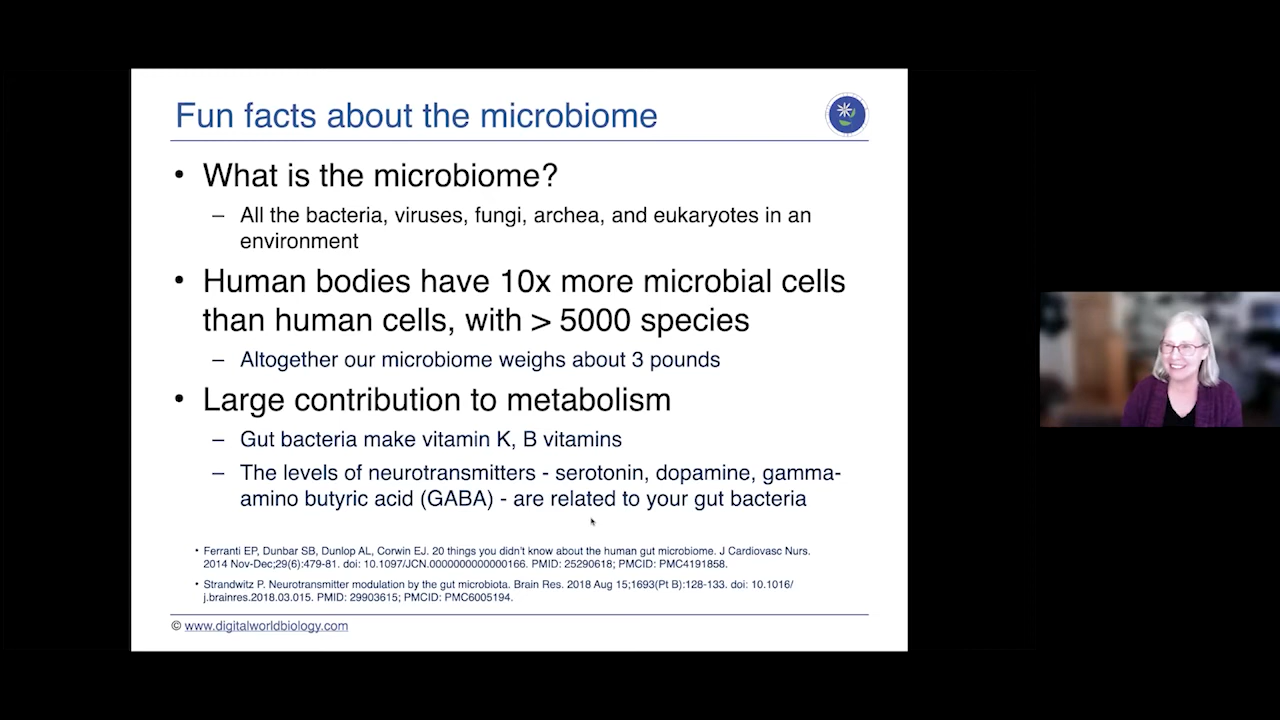 Fun facts about the microbiome
• What is the microbiome?
– All the bacteria, viruses, fungi, archea, and eukaryotes in an
environment
• Human bodies have 10x more microbial cells
than human cells, with > 5000 species
– Altogether our microbiome weighs about 3 pounds
• Large contribution to metabolism
– Gut bacteria make vitamin K, B vitamins
– The levels of neurotransmitters - serotonin, dopamine, gamma-
amino butyric acid (GABA) - are related to your gut bacteria
• Ferranti EP, Dunbar SB, Dunlop AL, Corwin EJ. 20 things you didn't know about the human gut microbiome. J Cardiovasc Nurs.
2014 Nov-Dec;29(6):479-81. doi: 10.1097/JCN.0000000000000166. PMID: 25290618; PMCID: PMC4191858.
• Strandwitz P. Neurotransmitter modulation by the gut microbiota. Brain Res. 2018 Aug 15;1693(Pt B):128-133. doi: 10.1016/
j.brainres.2018.03.015. PMID: 29903615; PMCID: PMC6005194.
© www.digitalworldbiology.com